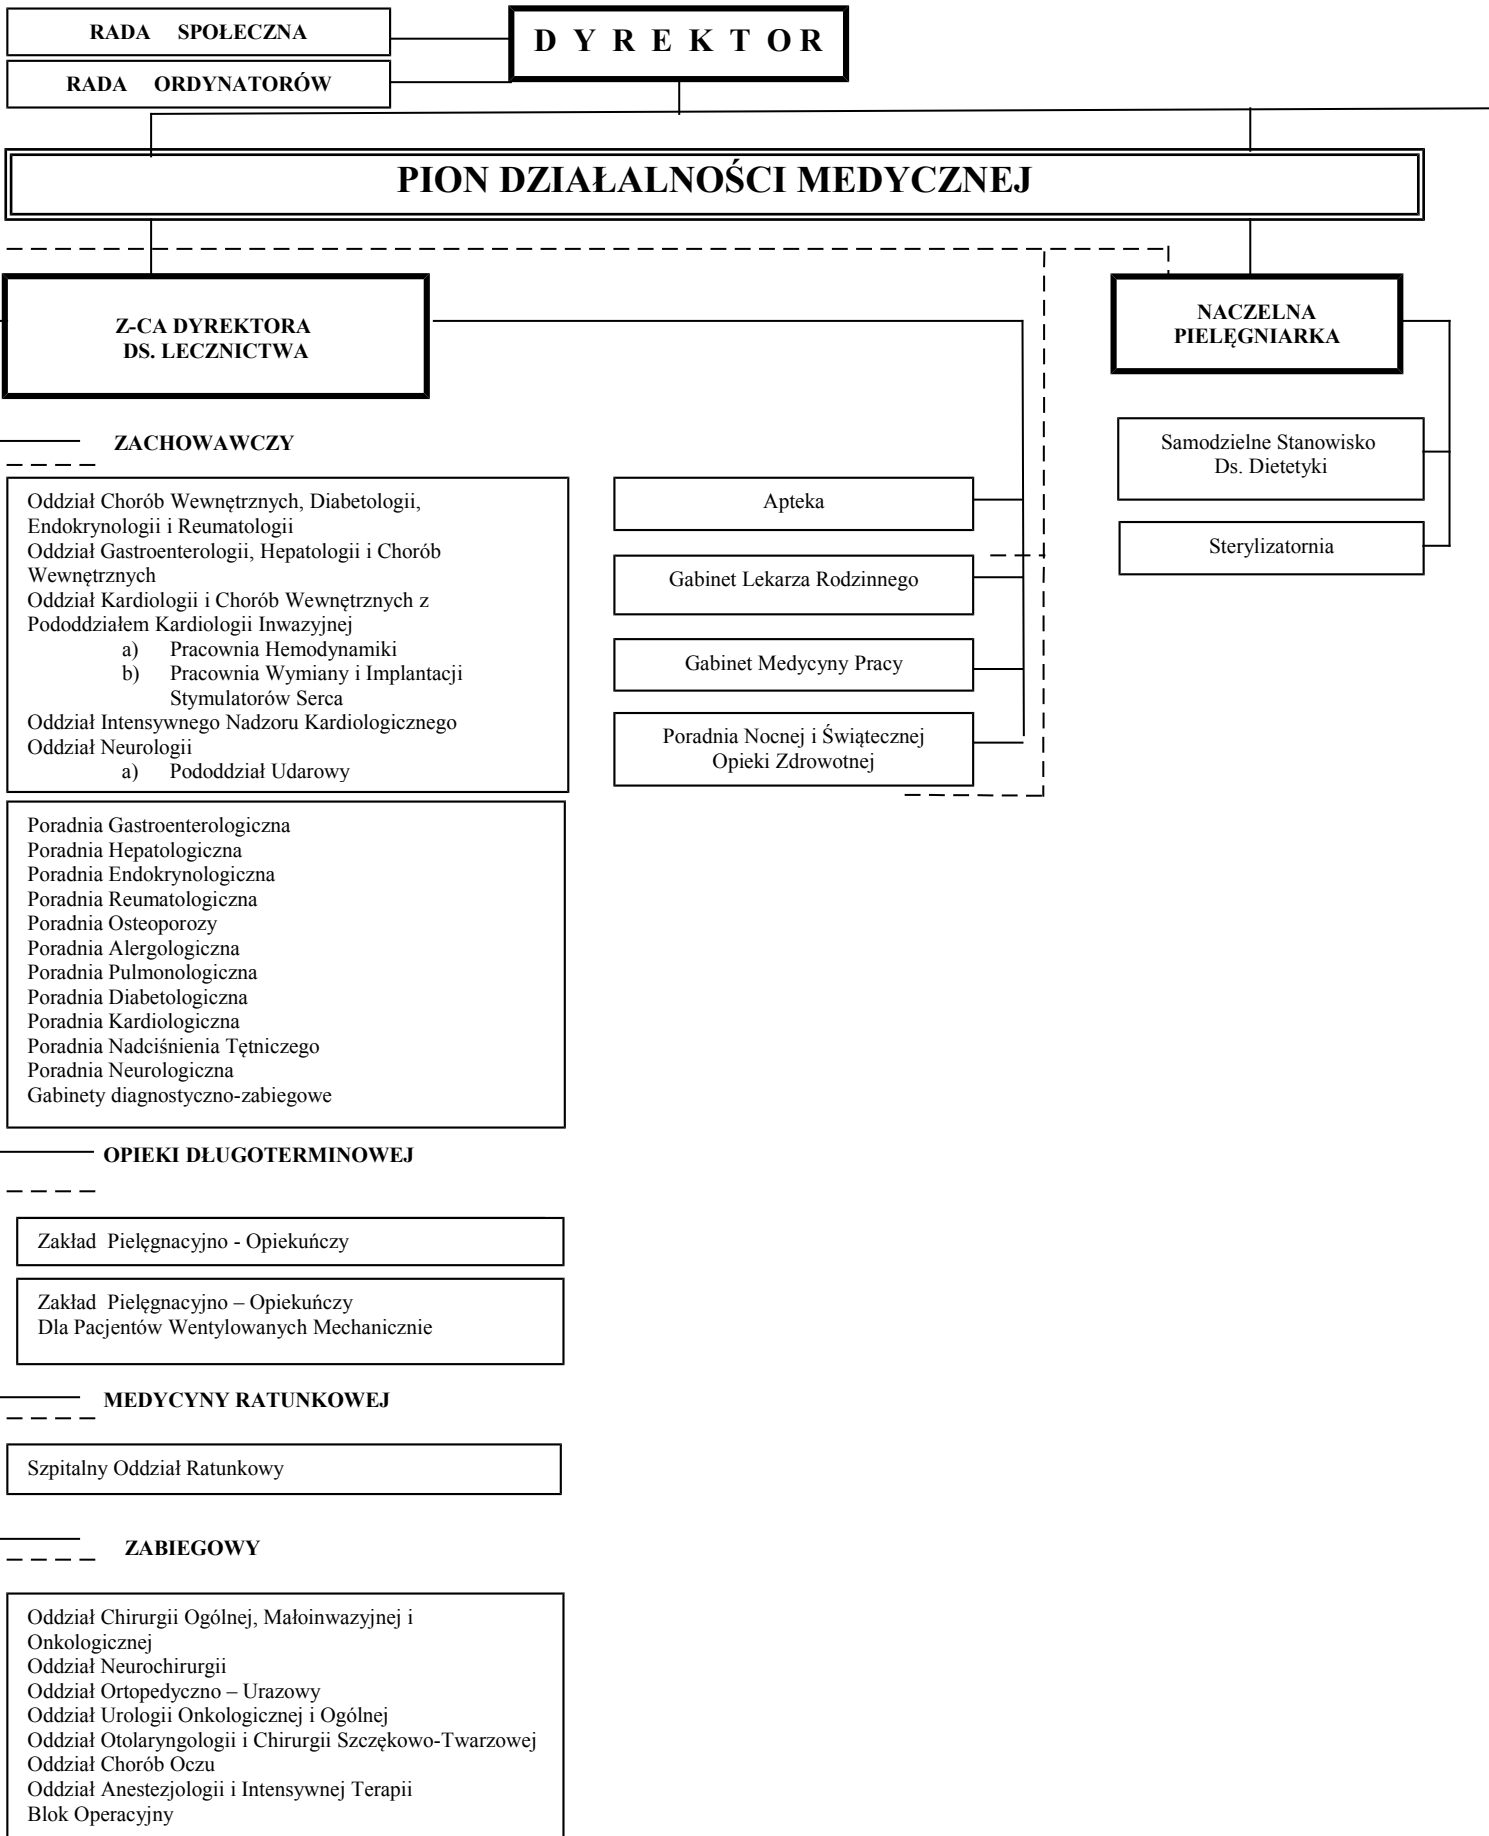 RADA SPOŁECZNA
D Y R E K T O R
RADA ORDYNATORÓW
PION DZIAŁALNOŚCI MEDYCZNEJ
Z-CA DYREKTORA
DS. LECZNICTWA
NACZELNA
PIELĘGNIARKA
ZACHOWAWCZY
Oddział Chorób Wewnętrznych, Diabetologii,
Endokrynologii i Reumatologii
Oddział Gastroenterologii, Hepatologii i Chorób
Wewnętrznych
Oddział Kardiologii i Chorób Wewnętrznych z
Pododdziałem Kardiologii Inwazyjnej
a) Pracownia Hemodynamiki
b) Pracownia Wymiany i Implantacji
Stymulatorów Serca
Oddział Intensywnego Nadzoru Kardiologicznego
Oddział Neurologii
a) Pododdział Udarowy
Apteka
Gabinet Lekarza Rodzinnego
Gabinet Medycyny Pracy
Poradnia Nocnej i Świątecznej
Opieki Zdrowotnej
Samodzielne Stanowisko
Ds. Dietetyki
Sterylizatornia
Poradnia Gastroenterologiczna
Poradnia Hepatologiczna
Poradnia Endokrynologiczna
Poradnia Reumatologiczna
Poradnia Osteoporozy
Poradnia Alergologiczna
Poradnia Pulmonologiczna
Poradnia Diabetologiczna
Poradnia Kardiologiczna
Poradnia Nadciśnienia Tętniczego
Poradnia Neurologiczna
Gabinety diagnostyczno-zabiegowe
OPIEKI DŁUGOTERMINOWEJ
Zakład Pielęgnacyjno - Opiekuńczy
Zakład Pielęgnacyjno – Opiekuńczy
Dla Pacjentów Wentylowanych Mechanicznie
MEDYCYNY RATUNKOWEJ
Szpitalny Oddział Ratunkowy
ZABIEGOWY
Oddział Chirurgii Ogólnej, Małoinwazyjnej i
Onkologicznej
Oddział Neurochirurgii
Oddział Ortopedyczno – Urazowy
Oddział Urologii Onkologicznej i Ogólnej
Oddział Otolaryngologii i Chirurgii Szczękowo-Twarzowej
Oddział Chorób Oczu
Oddział Anestezjologii i Intensywnej Terapii
Blok Operacyjny